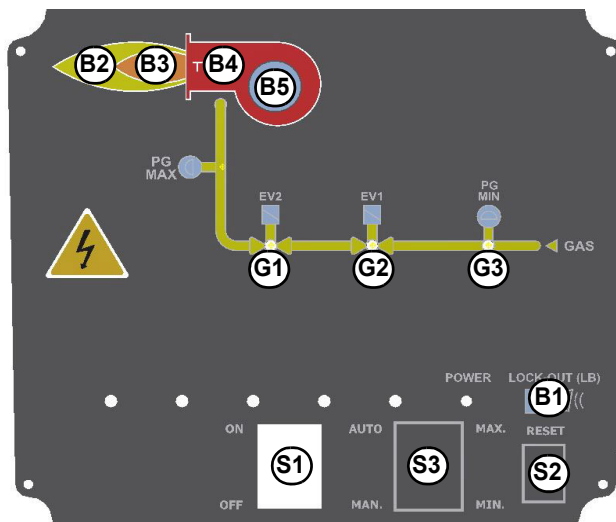 B2 B3 T B4
B5
PG
MAX
EV2 EV1 PG
MIN
GAS
G1 G2 G3
POWER LOCK-OUT (LB)
B1
ON AUTO MAX. RESET
S1 S3 S2
OFF MAN. MIN.